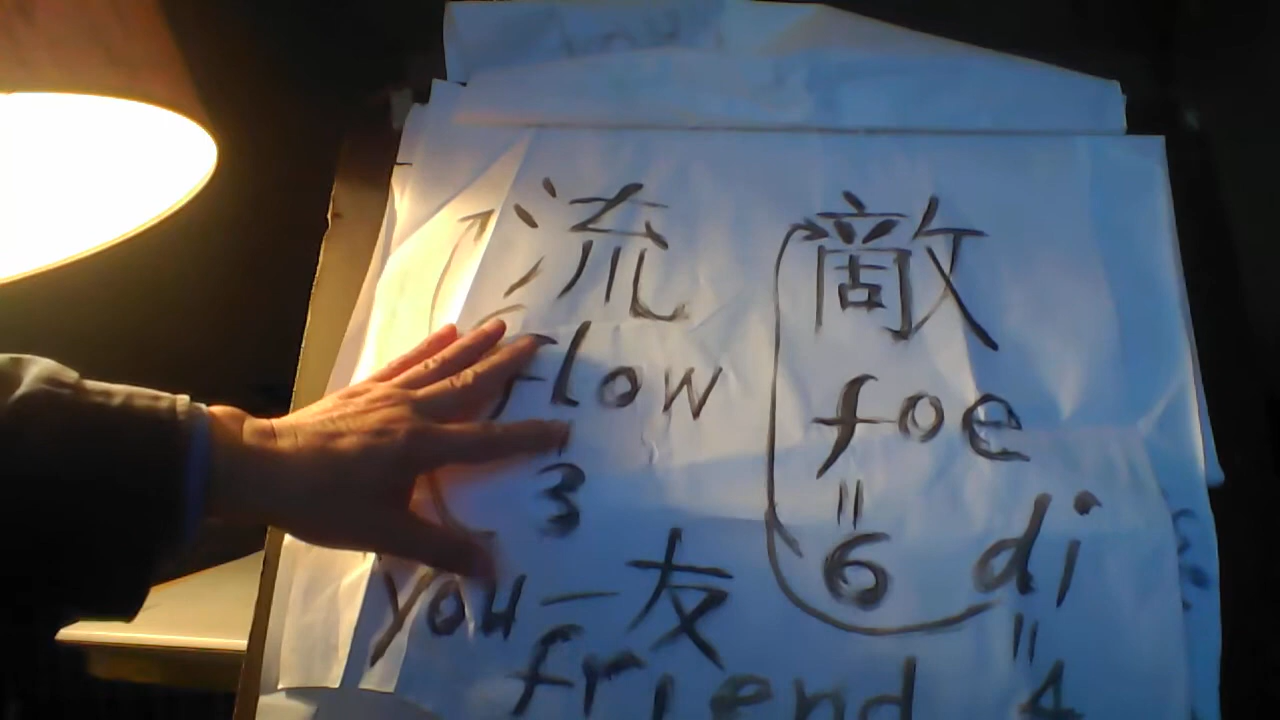 流 敵
flow foe
3 "
6 di
you - 友 "
friend 4